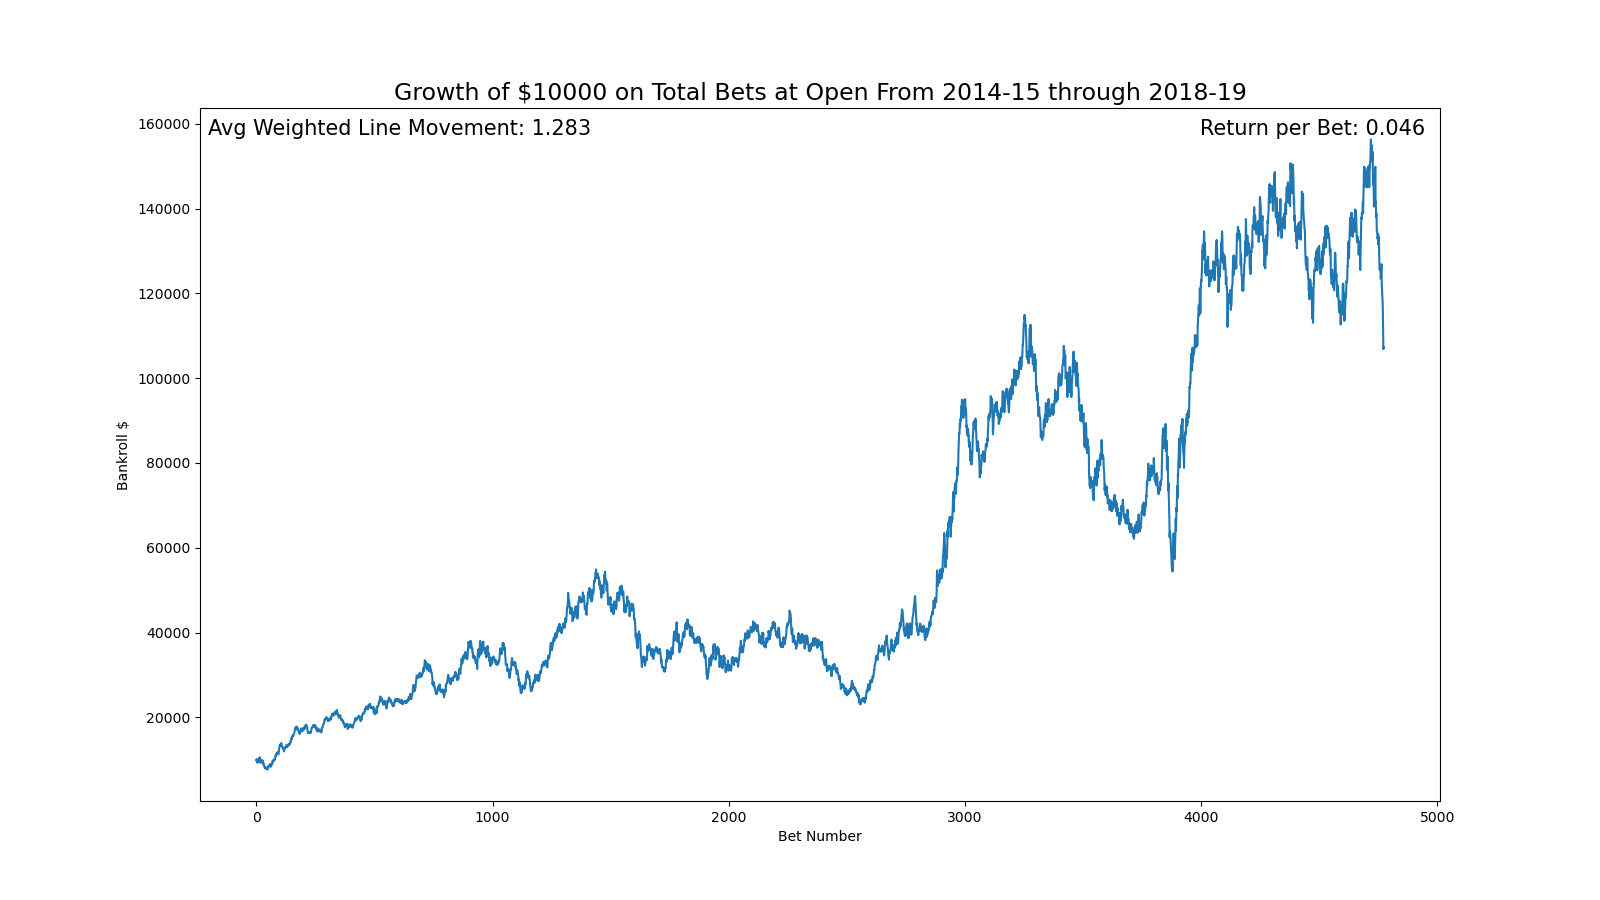 Growth of $10000 on Total Bets at Open From 2014-15 through 2018-19
Avg Weighted Line Movement: 1.283
Return per Bet: 0.046
160000
140000
120000
100000
80000
60000
40000
20000
Bankroll $
0 1000 2000 3000 4000 5000
Bet Number